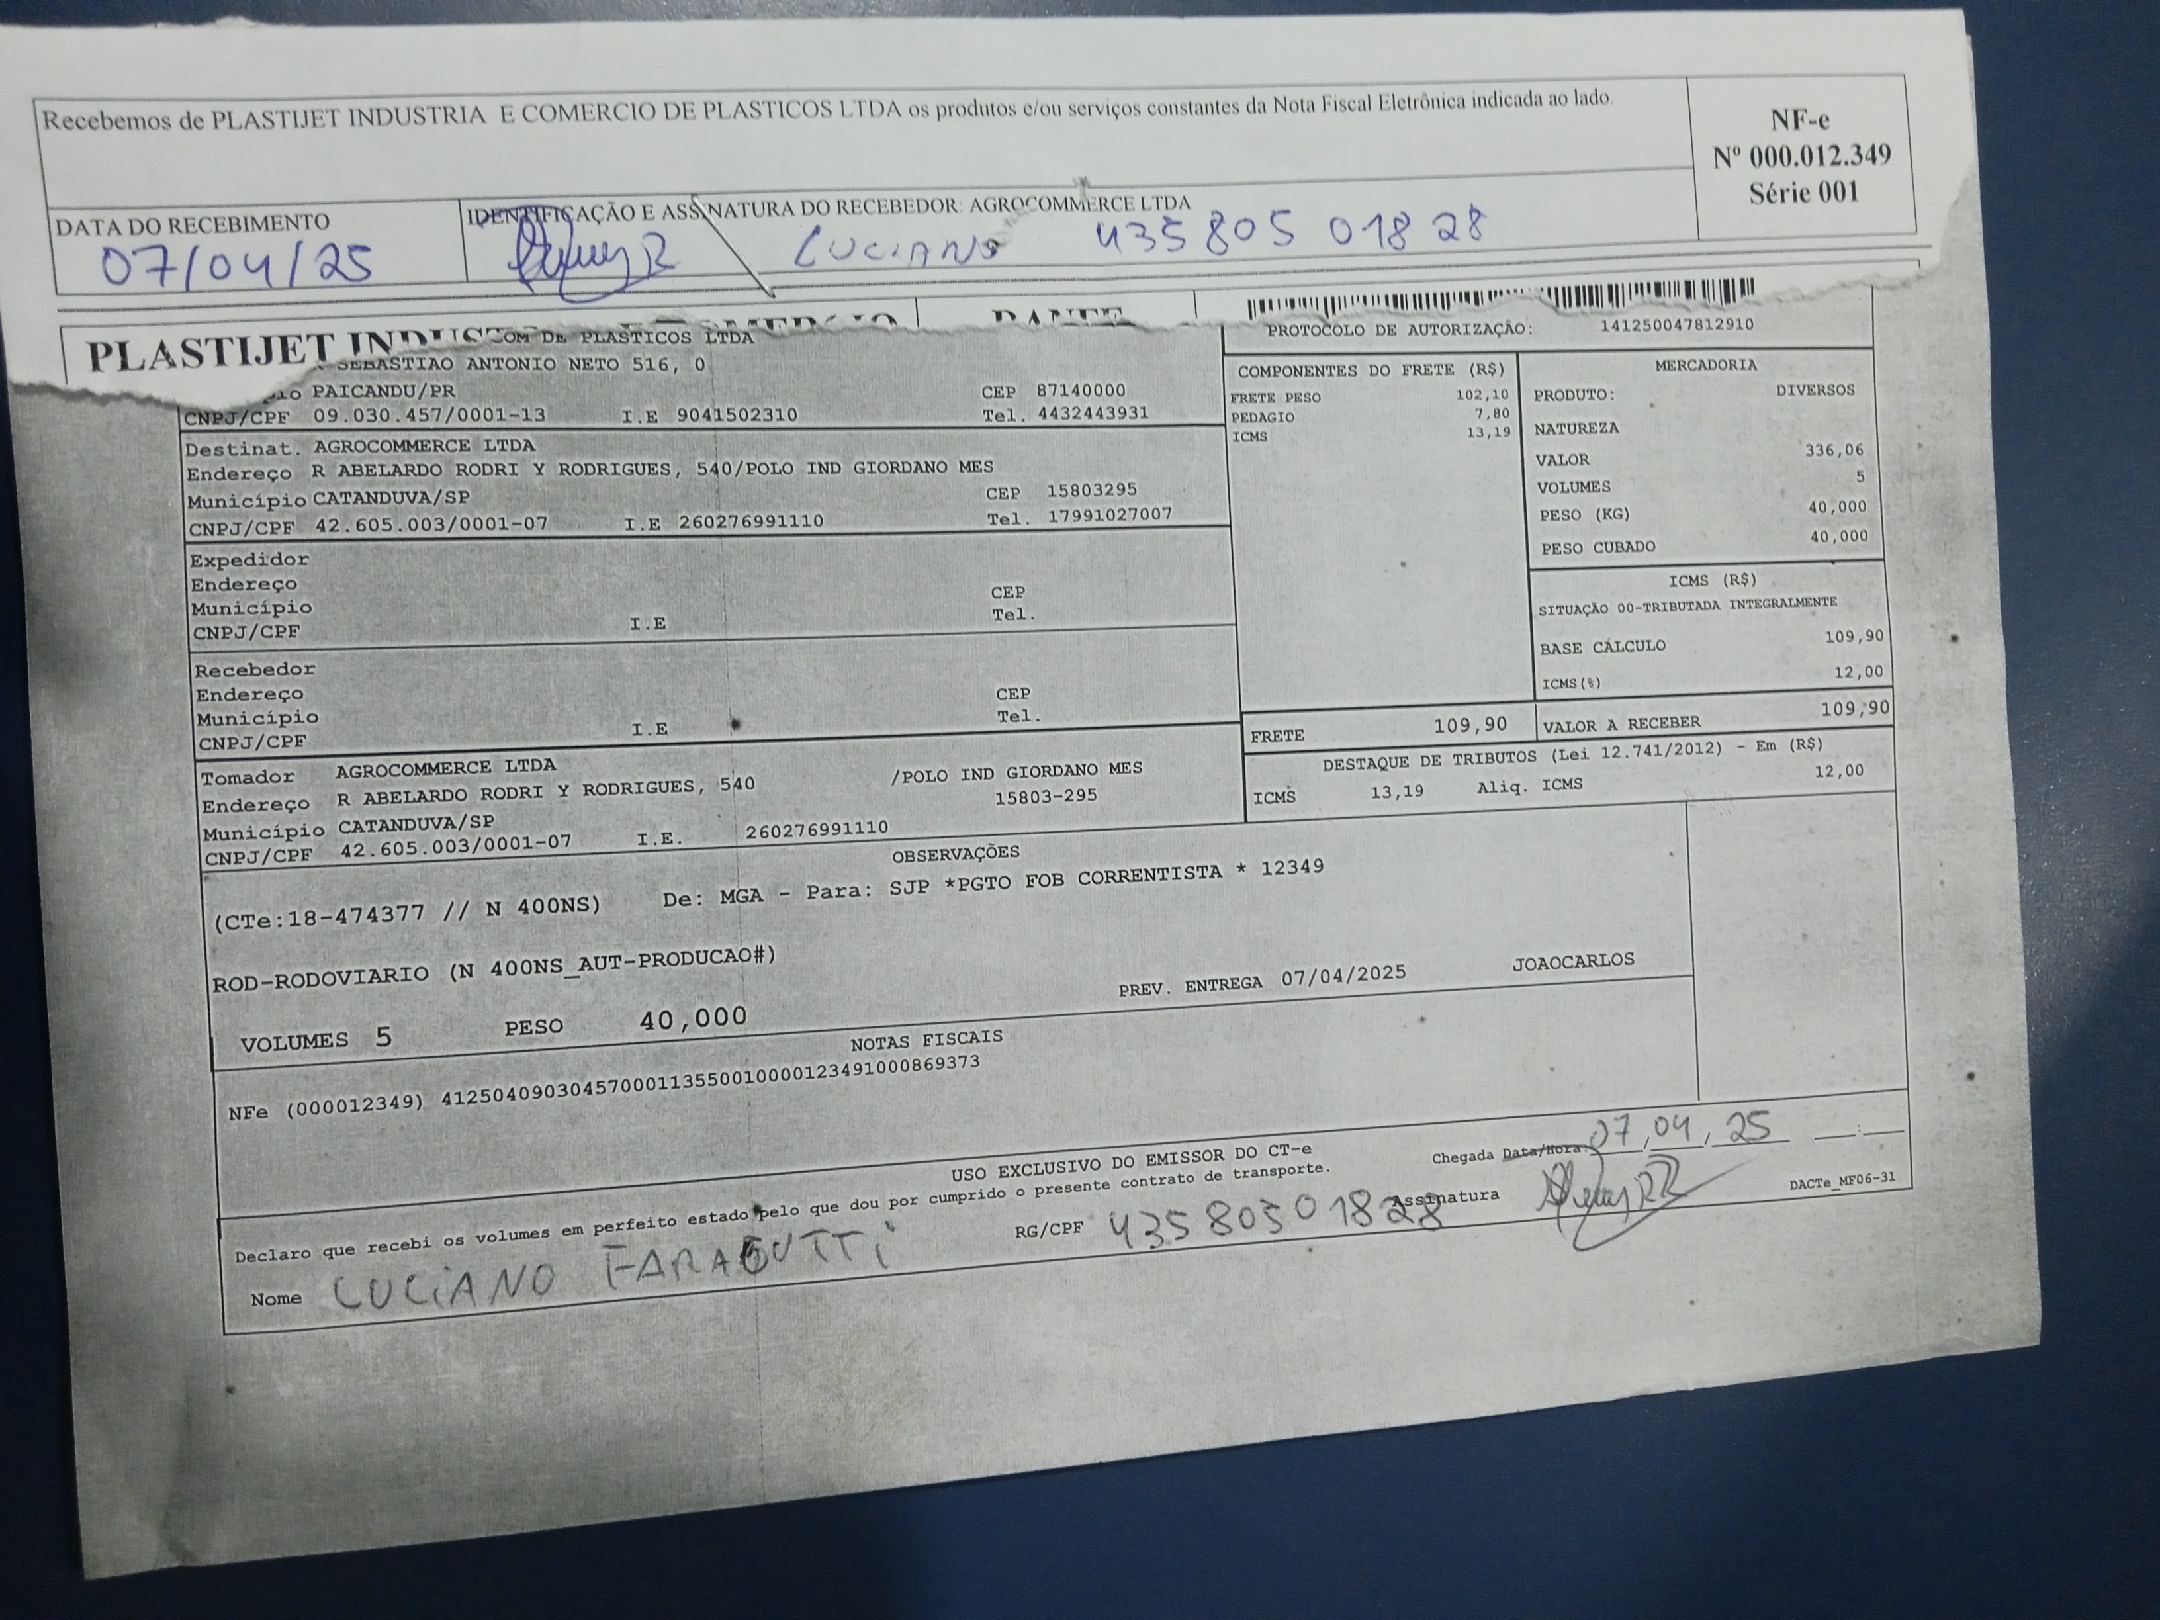 Recebemos de PLASTIJET INDUSTRIA E COMERCIO DE PLASTICOS LTDA os produtos e/ou serviços constantes da Nota Fiscal Eletrônica indicada ao lado.
NF-e
Nº 000.012.349
Série 001
DATA DO RECEBIMENTO
07/04/25
IDENTIFICAÇÃO E ASSINATURA DO RECEBEDOR: AGROCOMMERCE LTDA
LUCIANO 435 805 018 28
PLASTIJET
COM DE PLASTICOS LTDA
SEBASTIAO ANTONIO NETO 516, 0
PAICANDU/PR CEP 87140000
CNPJ/CPF 09.030.457/0001-13 I.E 9041502310 Tel. 4432443931
Destinat. AGROCOMMERCE LTDA
Endereço R ABELARDO RODRI Y RODRIGUES, 540/POLO IND GIORDANO MES
Município CATANDUVA/SP CEP 15803295
CNPJ/CPF 42.605.003/0001-07 I.E 260276991110 Tel. 17991027007
Expedidor
Endereço
Município CEP
CNPJ/CPF I.E Tel.
Recebedor
Endereço
Município CEP
CNPJ/CPF I.E Tel.
Tomador AGROCOMMERCE LTDA
Endereço R ABELARDO RODRI Y RODRIGUES, 540 /POLO IND GIORDANO MES
Município CATANDUVA/SP 15803-295
CNPJ/CPF 42.605.003/0001-07 I.E. 260276991110
PROTOCOLO DE AUTORIZAÇÃO: 141250047812910
COMPONENTES DO FRETE (R$)
FRETE PESO 102,10
PEDAGIO 7,80
ICMS 13,19
MERCADORIA
PRODUTO: DIVERSOS
NATUREZA
VALOR 336,06
VOLUMES 5
PESO (KG) 40,000
PESO CUBADO 40,000
ICMS (R$)
SITUAÇÃO 00-TRIBUTADA INTEGRALMENTE
BASE CÁLCULO 109,90
ICMS(%) 12,00
FRETE 109,90
VALOR A RECEBER 109,90
DESTAQUE DE TRIBUTOS (Lei 12.741/2012) - Em (R$)
ICMS 13,19 Aliq. ICMS 12,00
OBSERVAÇÕES
(CTe:18-474377 // N 400NS) De: MGA - Para: SJP *PGTO FOB CORRENTISTA * 12349
ROD-RODOVIARIO (N 400NS_AUT-PRODUCAO#)
PREV. ENTREGA 07/04/2025 JOAOCARLOS
VOLUMES 5 PESO 40,000
NOTAS FISCAIS
NFe (000012349) 41250409030457000113550010000123491000869373
USO EXCLUSIVO DO EMISSOR DO CT-e
Chegada Data/Hora: 07/04/25 __:__
Declaro que recebi os volumes em perfeito estado pelo que dou por cumprido o presente contrato de transporte.
Nome LUCIANO RG/CPF 435 805 018 28 Assinatura
DACTe_MF06-31